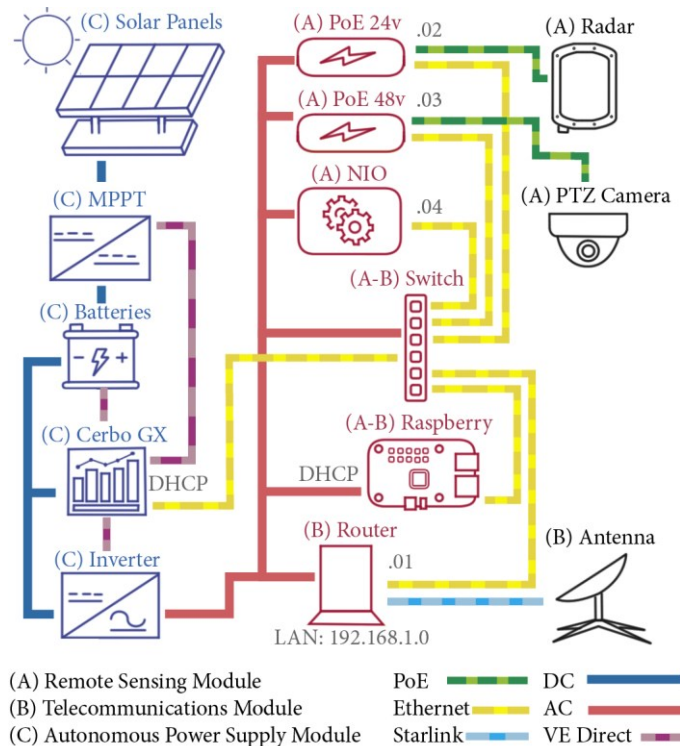 (C) Solar Panels
(A) PoE 24v
.02
(A) Radar
(A) PoE 48v
.03
(C) MPPT
(A) NIO
.04
(A) PTZ Camera
(A-B) Switch
(C) Batteries
(A-B) Raspberry
(C) Cerbo GX
DHCP
DHCP
(B) Router
.01
(B) Antenna
(C) Inverter
LAN: 192.168.1.0
(A) Remote Sensing Module
(B) Telecommunications Module
(C) Autonomous Power Supply Module
PoE
DC
Ethernet
AC
Starlink
VE Direct